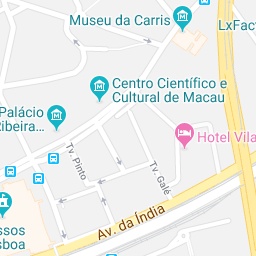 Museu da Carris
LxFact
Centro Científico e
Cultural de Macau
Palácio
Ribeira...
Hotel Vila
Tv. Pinto
Tv. Galé
Av. da Índia
ssos
sboa